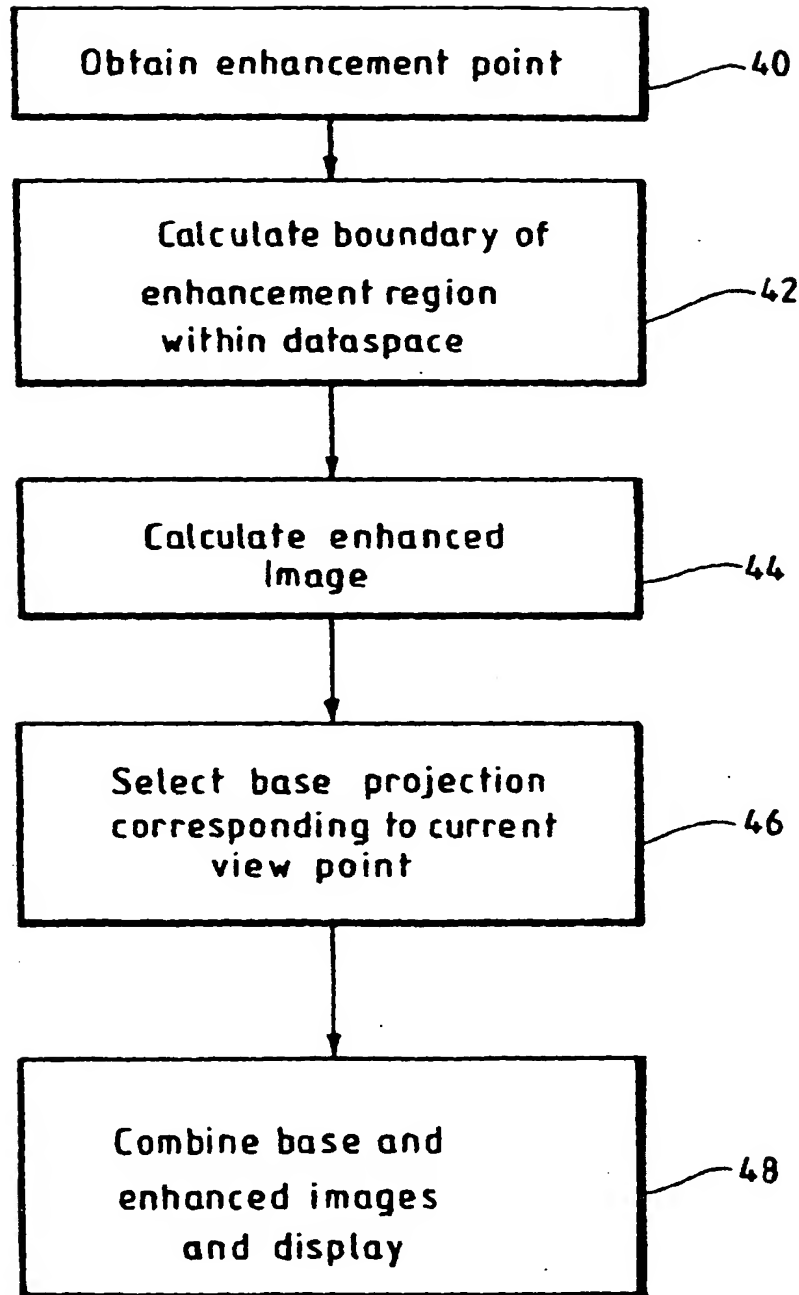 Obtain enhancement point
40
Calculate boundary of
enhancement region
within dataspace
42
Calculate enhanced
Image
44
Select base projection
corresponding to current
view point
46
Combine base and
enhanced images
and display
48